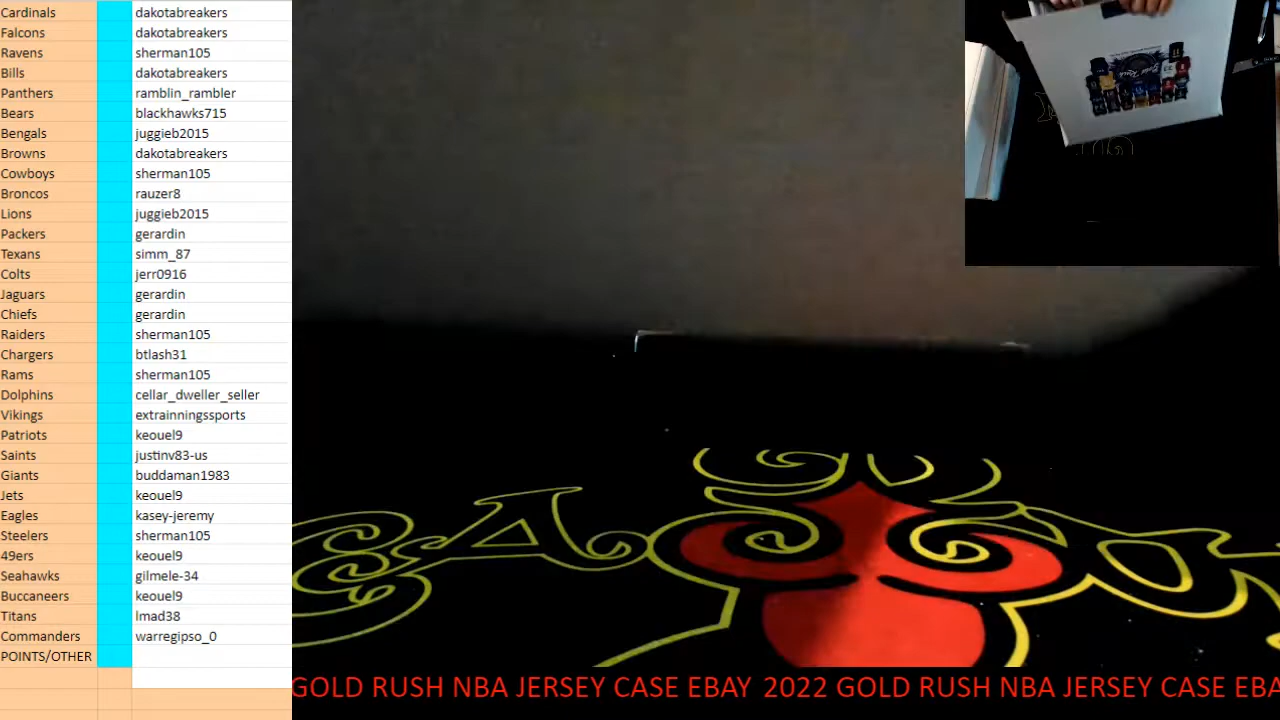 Cardinals dakotabreakers
Falcons dakotabreakers
Ravens sherman105
Bills dakotabreakers
Panthers ramblin_rambler
Bears blackhawks715
Bengals juggieb2015
Browns dakotabreakers
Cowboys sherman105
Broncos rauzer8
Lions juggieb2015
Packers gerardin
Texans simm_87
Colts jerr0916
Jaguars gerardin
Chiefs gerardin
Raiders sherman105
Chargers btlash31
Rams sherman105
Dolphins cellar_dweller_seller
Vikings extrainningssports
Patriots keouel9
Saints justinv83-us
Giants buddaman1983
Jets keouel9
Eagles kasey-jeremy
Steelers sherman105
49ers keouel9
Seahawks gilmele-34
Buccaneers keouel9
Titans lmad38
Commanders warregipso_0
POINTS/OTHER
Gold Rush
GOLD RUSH NBA JERSEY CASE EBAY 2022 GOLD RUSH NBA JERSEY CASE EBA